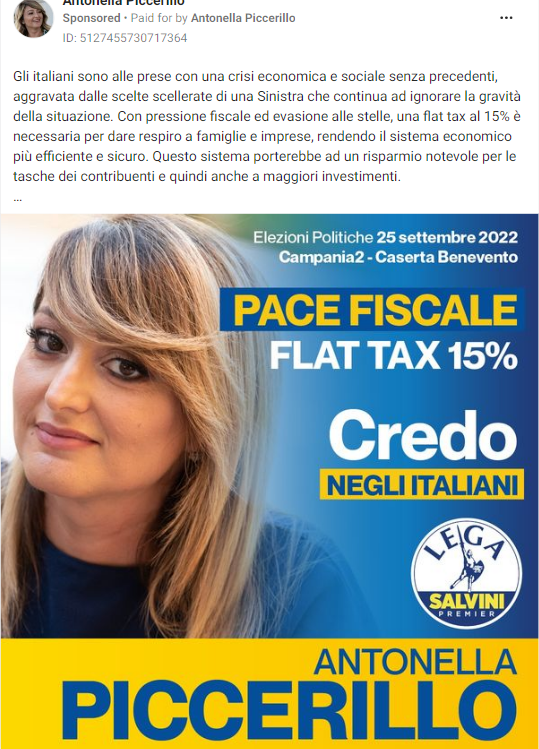 Antonella Piccerillo
Sponsored • Paid for by Antonella Piccerillo
ID: 5127455730717364
Gli italiani sono alle prese con una crisi economica e sociale senza precedenti,
aggravata dalle scelte scellerate di una Sinistra che continua ad ignorare la gravità
della situazione. Con pressione fiscale ed evasione alle stelle, una flat tax al 15% è
necessaria per dare respiro a famiglie e imprese, rendendo il sistema economico
più efficiente e sicuro. Questo sistema porterebbe ad un risparmio notevole per le
tasche dei contribuenti e quindi anche a maggiori investimenti.
...
Elezioni Politiche 25 settembre 2022
Campania2 - Caserta Benevento
PACE FISCALE
FLAT TAX 15%
Credo
NEGLI ITALIANI
LEGA
SALVINI
PREMIER
ANTONELLA
PICCERILLO